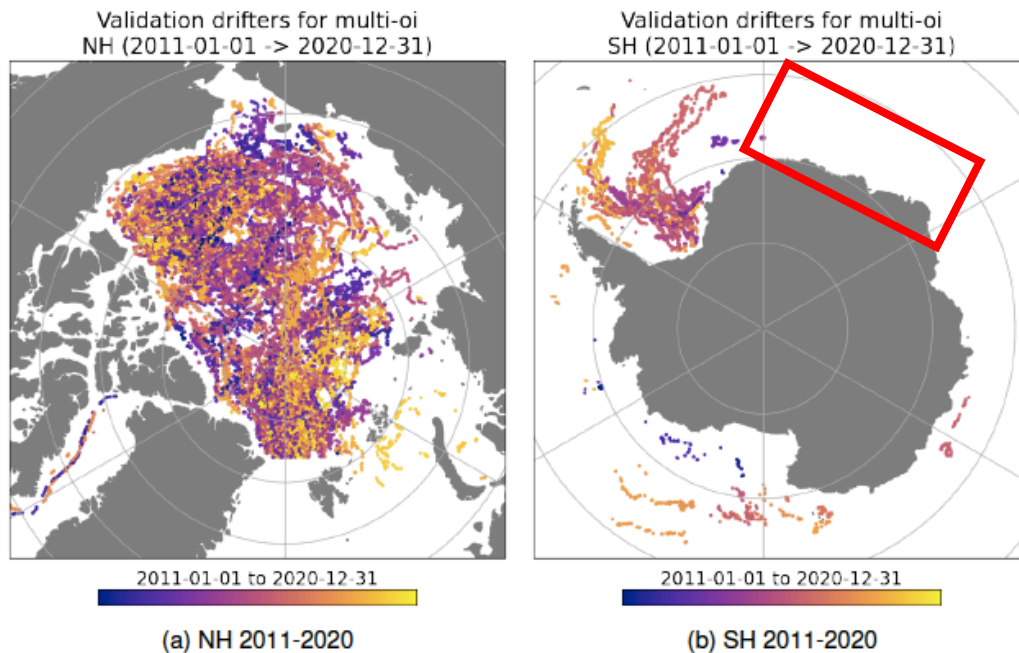 Validation drifters for multi-oi
NH (2011-01-01 -> 2020-12-31)
Validation drifters for multi-oi
SH (2011-01-01 -> 2020-12-31)
2011-01-01 to 2020-12-31
2011-01-01 to 2020-12-31
(a) NH 2011-2020
(b) SH 2011-2020